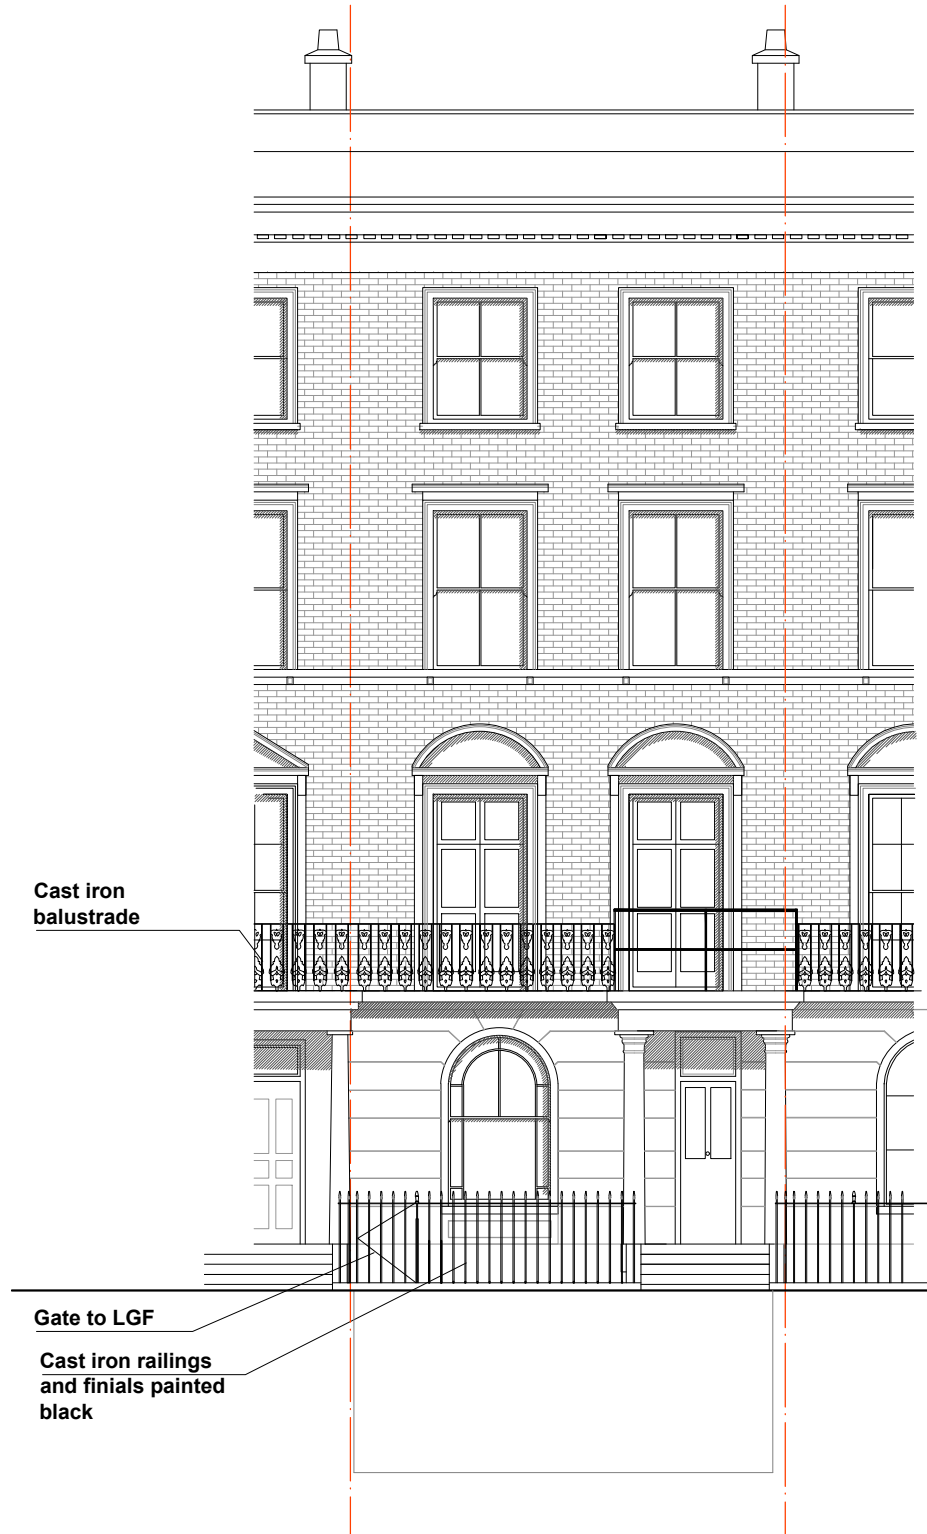 Cast iron
balustrade
Gate to LGF
Cast iron railings
and finials painted
black